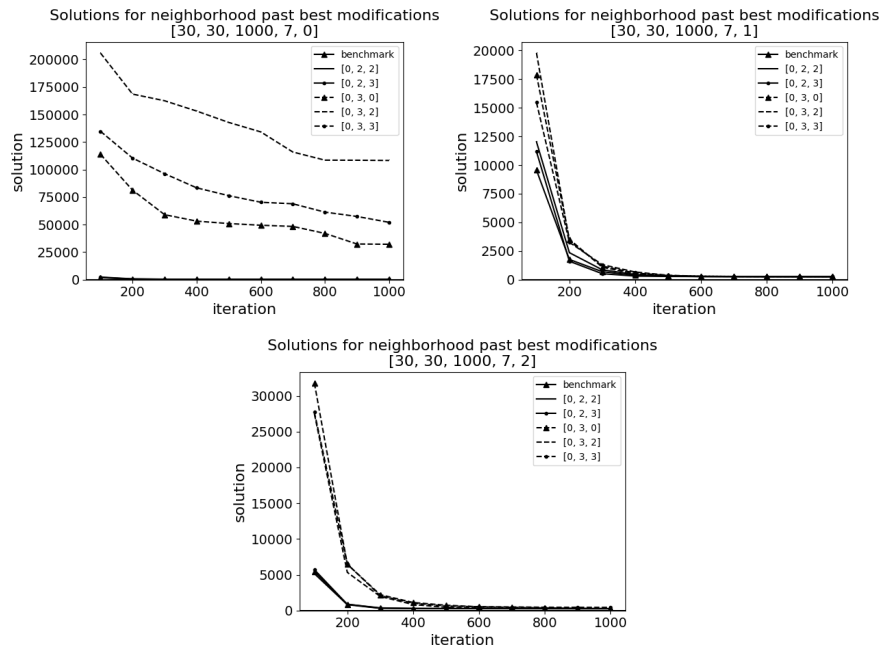 Solutions for neighborhood past best modifications
[30, 30, 1000, 7, 0]
200000
175000
150000
125000
100000
75000
50000
25000
0
solution
benchmark
[0, 2, 2]
[0, 2, 3]
[0, 3, 0]
[0, 3, 2]
[0, 3, 3]
200 400 600 800 1000
iteration
Solutions for neighborhood past best modifications
[30, 30, 1000, 7, 1]
20000
17500
15000
12500
10000
7500
5000
2500
0
solution
benchmark
[0, 2, 2]
[0, 2, 3]
[0, 3, 0]
[0, 3, 2]
[0, 3, 3]
200 400 600 800 1000
iteration
Solutions for neighborhood past best modifications
[30, 30, 1000, 7, 2]
30000
25000
20000
15000
10000
5000
0
solution
benchmark
[0, 2, 2]
[0, 2, 3]
[0, 3, 0]
[0, 3, 2]
[0, 3, 3]
200 400 600 800 1000
iteration